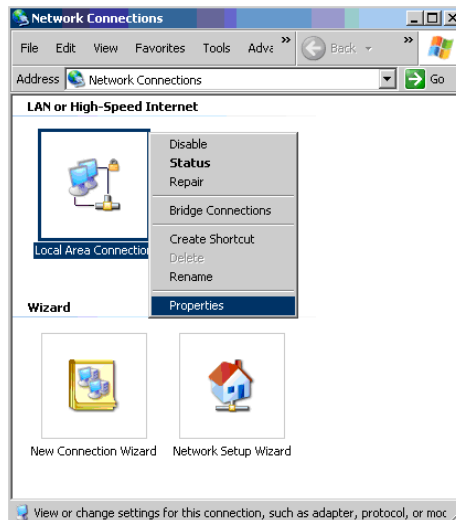 Network Connections
File Edit View Favorites Tools Adva » Back »
Address Network Connections Go
LAN or High-Speed Internet
Disable
Status
Repair
Bridge Connections
Create Shortcut
Delete
Rename
Properties
Local Area Connection
Wizard
New Connection Wizard Network Setup Wizard
View or change settings for this connection, such as adapter, protocol, or moc